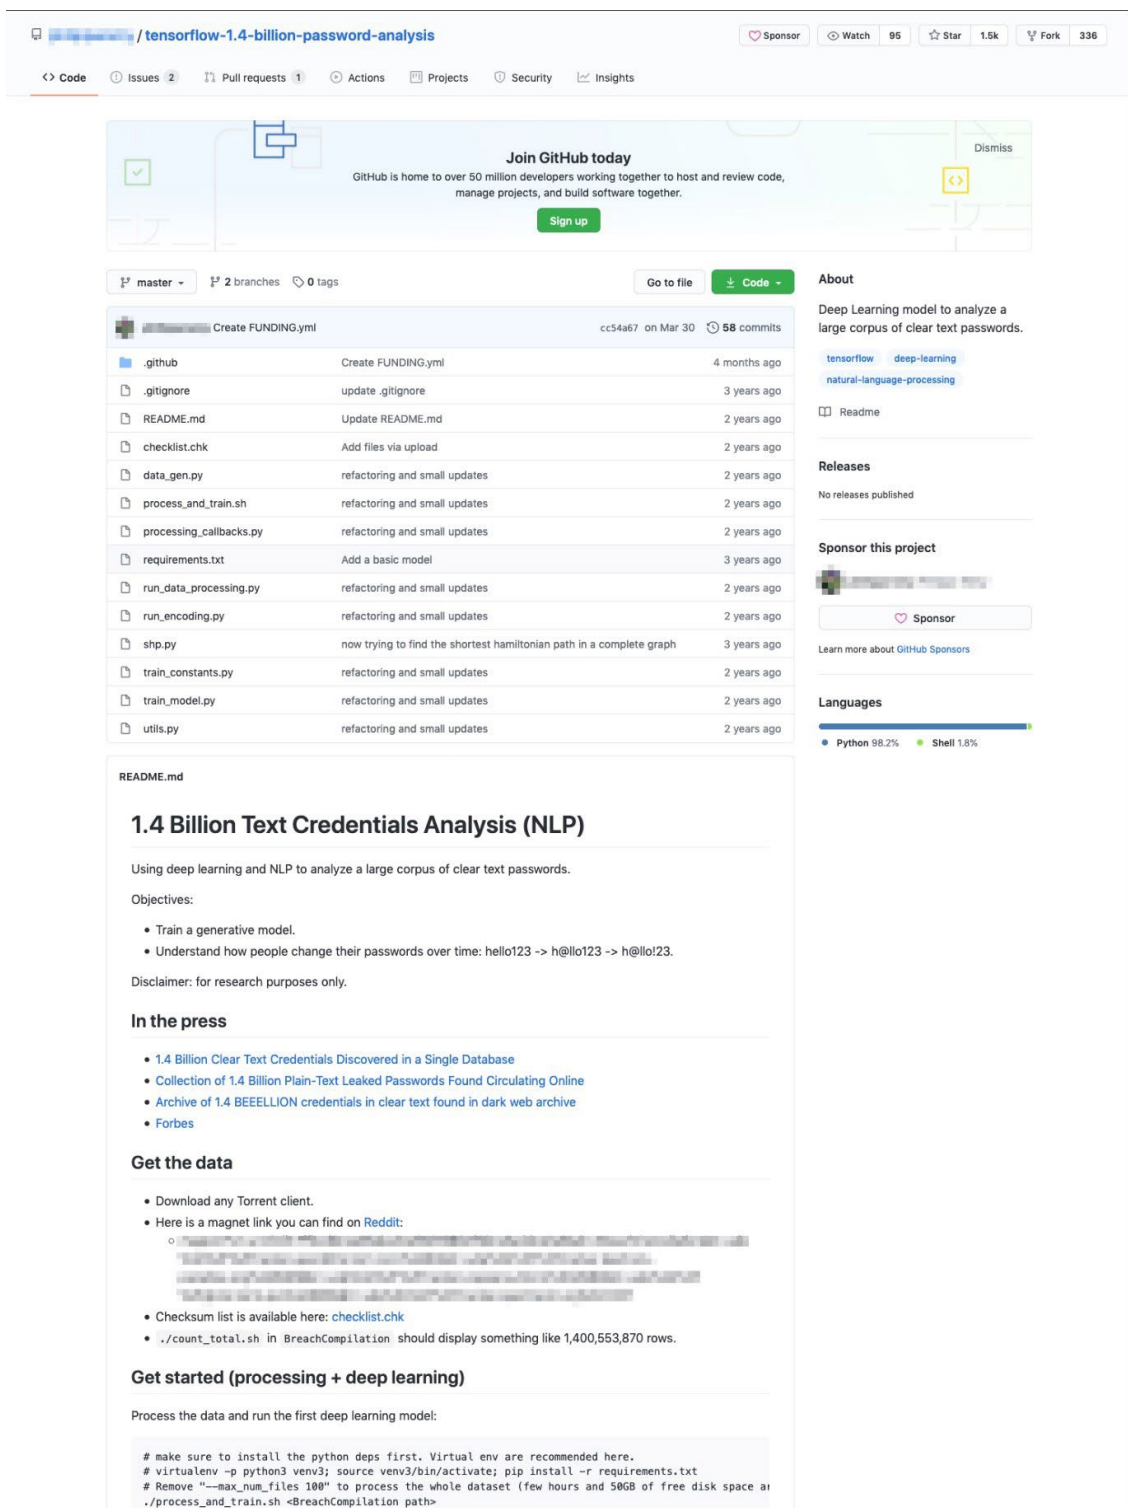 / tensorflow-1.4-billion-password-analysis
Sponsor Watch 95 Star 1.5k Fork 336
Code Issues 2 Pull requests 1 Actions Projects Security Insights
Join GitHub today
Dismiss
GitHub is home to over 50 million developers working together to host and review code,
manage projects, and build software together.
Sign up
master 2 branches 0 tags Go to file Code
Create FUNDING.yml cc54a67 on Mar 30 58 commits
.github Create FUNDING.yml 4 months ago
.gitignore update .gitignore 3 years ago
README.md Update README.md 2 years ago
checklist.chk Add files via upload 2 years ago
data_gen.py refactoring and small updates 2 years ago
process_and_train.sh refactoring and small updates 2 years ago
processing_callbacks.py refactoring and small updates 2 years ago
requirements.txt Add a basic model 3 years ago
run_data_processing.py refactoring and small updates 2 years ago
run_encoding.py refactoring and small updates 2 years ago
shp.py now trying to find the shortest hamiltonian path in a complete graph 3 years ago
train_constants.py refactoring and small updates 2 years ago
train_model.py refactoring and small updates 2 years ago
utils.py refactoring and small updates 2 years ago
About
Deep Learning model to analyze a
large corpus of clear text passwords.
tensorflow deep-learning
natural-language-processing
Readme
Releases
No releases published
Sponsor this project
Sponsor
Learn more about GitHub Sponsors
Languages
Python 98.2% Shell 1.8%
README.md
1.4 Billion Text Credentials Analysis (NLP)
Using deep learning and NLP to analyze a large corpus of clear text passwords.
Objectives:
• Train a generative model.
• Understand how people change their passwords over time: hello123 -> h@llo123 -> h@llo!23.
Disclaimer: for research purposes only.
In the press
• 1.4 Billion Clear Text Credentials Discovered in a Single Database
• Collection of 1.4 Billion Plain-Text Leaked Passwords Found Circulating Online
• Archive of 1.4 BEEELLION credentials in clear text found in dark web archive
• Forbes
Get the data
• Download any Torrent client.
• Here is a magnet link you can find on Reddit:
• Checksum list is available here: checklist.chk
• ./count_total.sh in BreachCompilation should display something like 1,400,553,870 rows.
Get started (processing + deep learning)
Process the data and run the first deep learning model:
# make sure to install the python deps first. Virtual env are recommended here.
# virtualenv -p python3 venv3; source venv3/bin/activate; pip install -r requirements.txt
# Remove "--max_num_files 100" to process the whole dataset (few hours and 50GB of free disk space
./process_and_train.sh <BreachCompilation path>